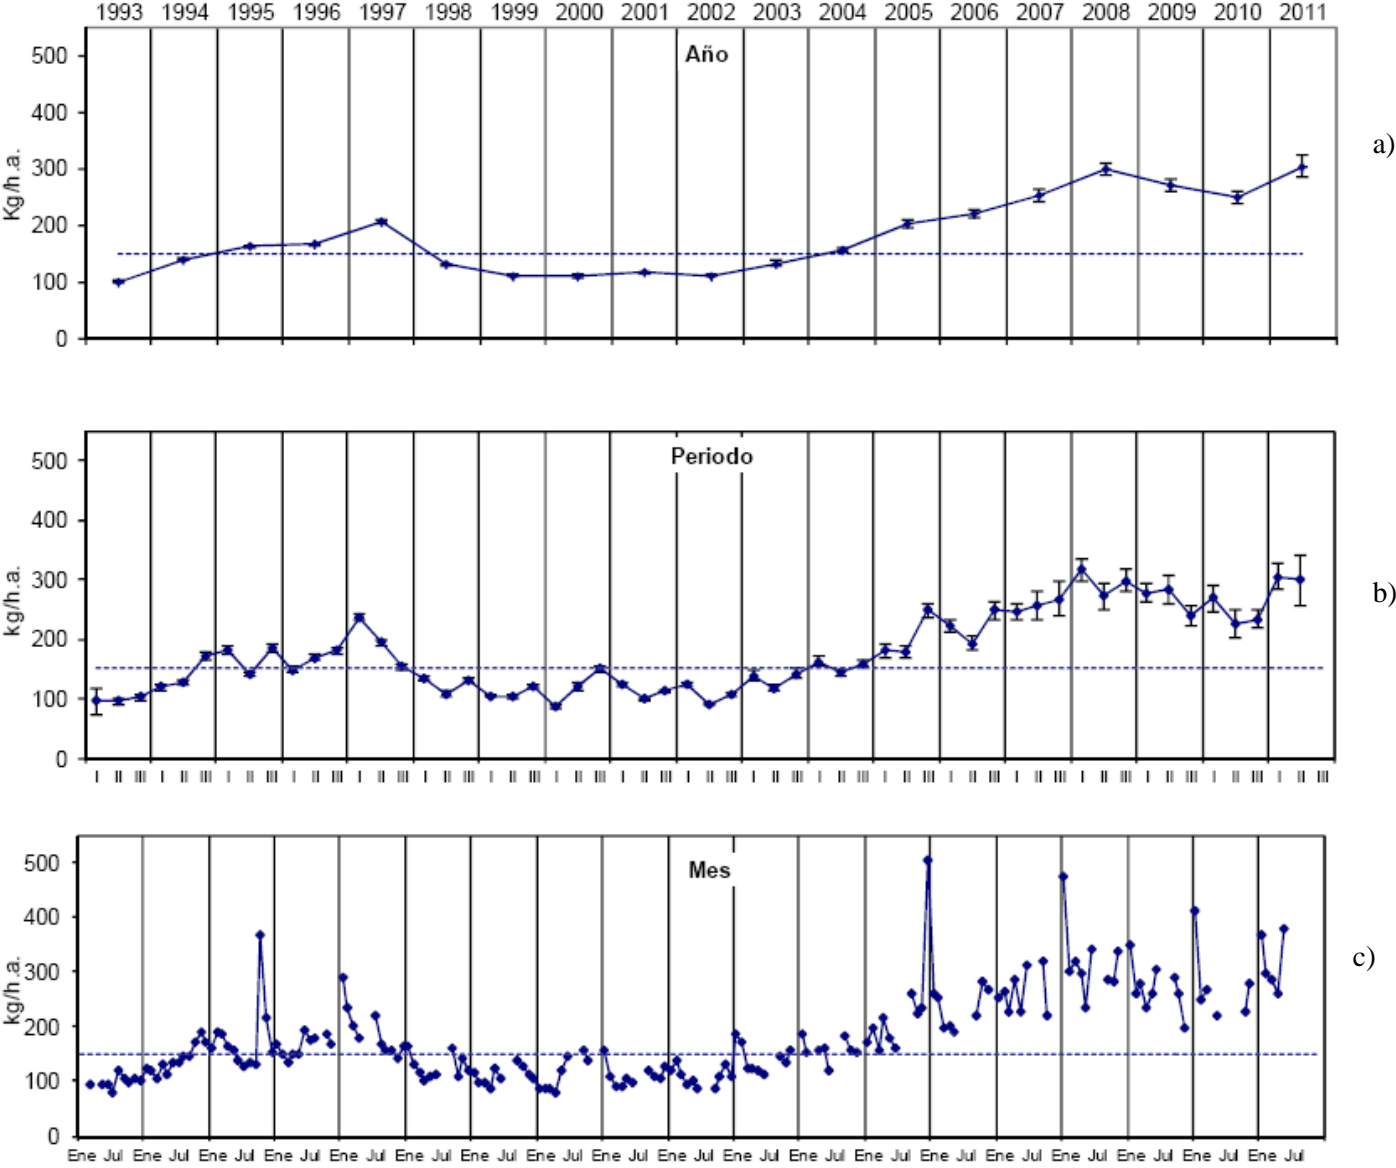 1993 1994 1995 1996 1997 1998 1999 2000 2001 2002 2003 2004 2005 2006 2007 2008 2009 2010 2011
Año
500
400
300
200
100
0
Kg/h.a.
a)
Periodo
500
400
300
200
100
0
kg/h.a.
b)
I II III I II III I II III I II III I II III I II III I II III I II III I II III I II III I II III I II III I II III I II III I II III I II III I II III I II III I II III
Mes
500
400
300
200
100
0
kg/h.a.
c)
Ene Jul Ene Jul Ene Jul Ene Jul Ene Jul Ene Jul Ene Jul Ene Jul Ene Jul Ene Jul Ene Jul Ene Jul Ene Jul Ene Jul Ene Jul Ene Jul Ene Jul Ene Jul Ene Jul